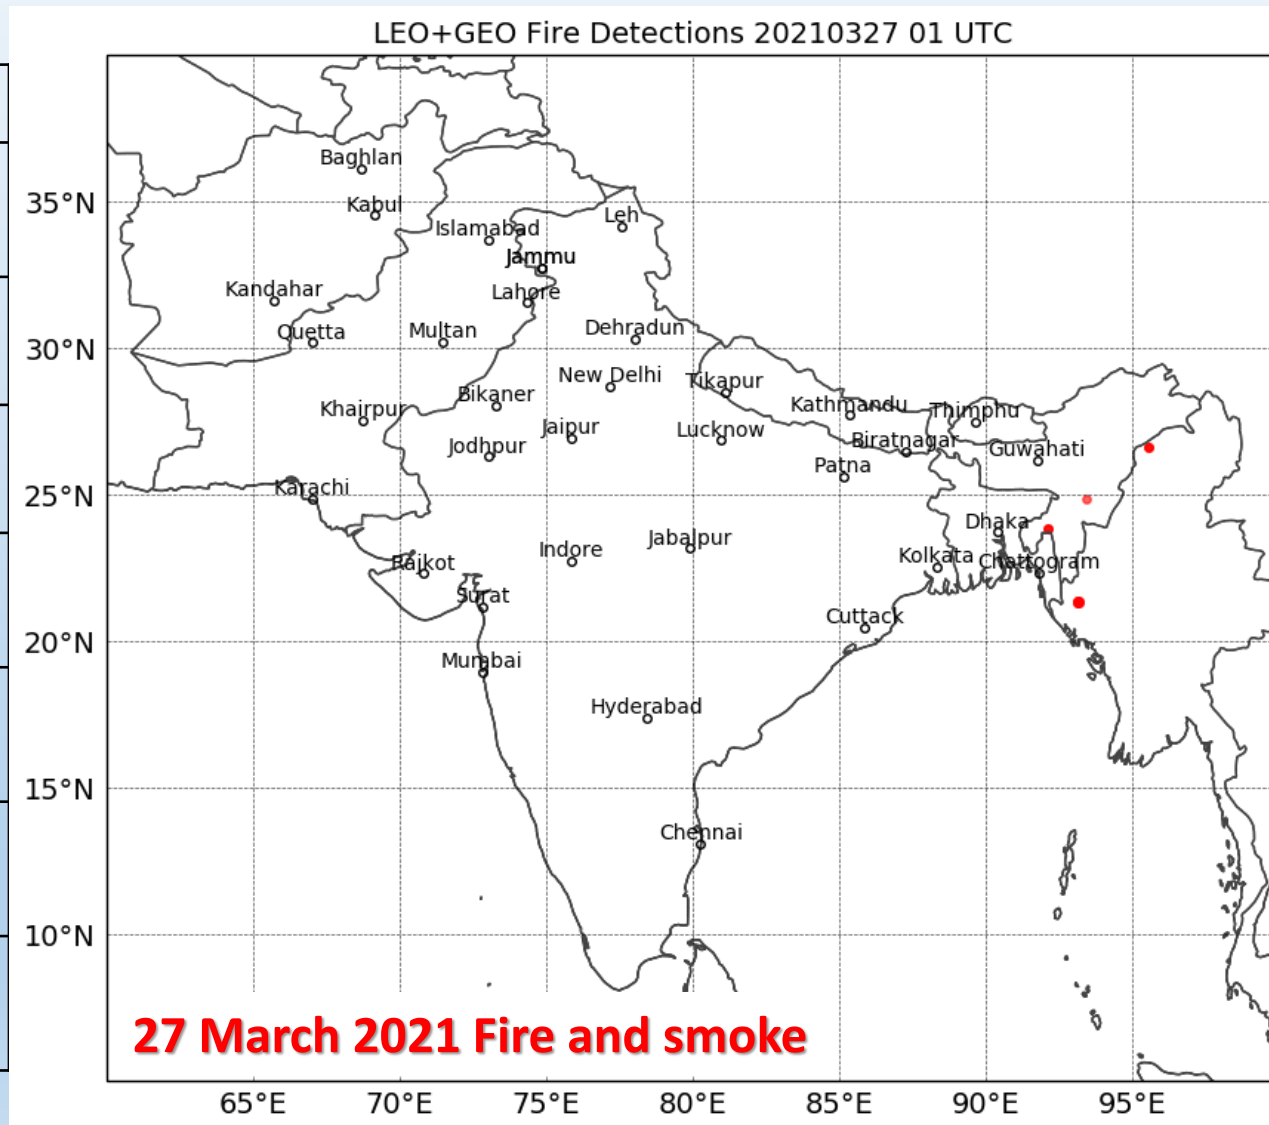 LEO+GEO Fire Detections 20210327 01 UTC
Baghlan
35°N
Kabul
Islamabad
Leh
Jammu
Kandahar
Lahore
30°N
Quetta
Multan
Dehradun
New Delhi
Tikapur
Khairpur
Bikaner
Kathmandu
Thimphu
Jaipur
Lucknow
Jodhpur
Biratnagar
Guwahati
Patna
25°N
Karachi
Dhaka
Indore
Jabalpur
Kolkata
Chattogram
Rajkot
Surat
Cuttack
20°N
Mumbai
Hyderabad
15°N
Chennai
10°N
27 March 2021 Fire and smoke
65°E 70°E 75°E 80°E 85°E 90°E 95°E